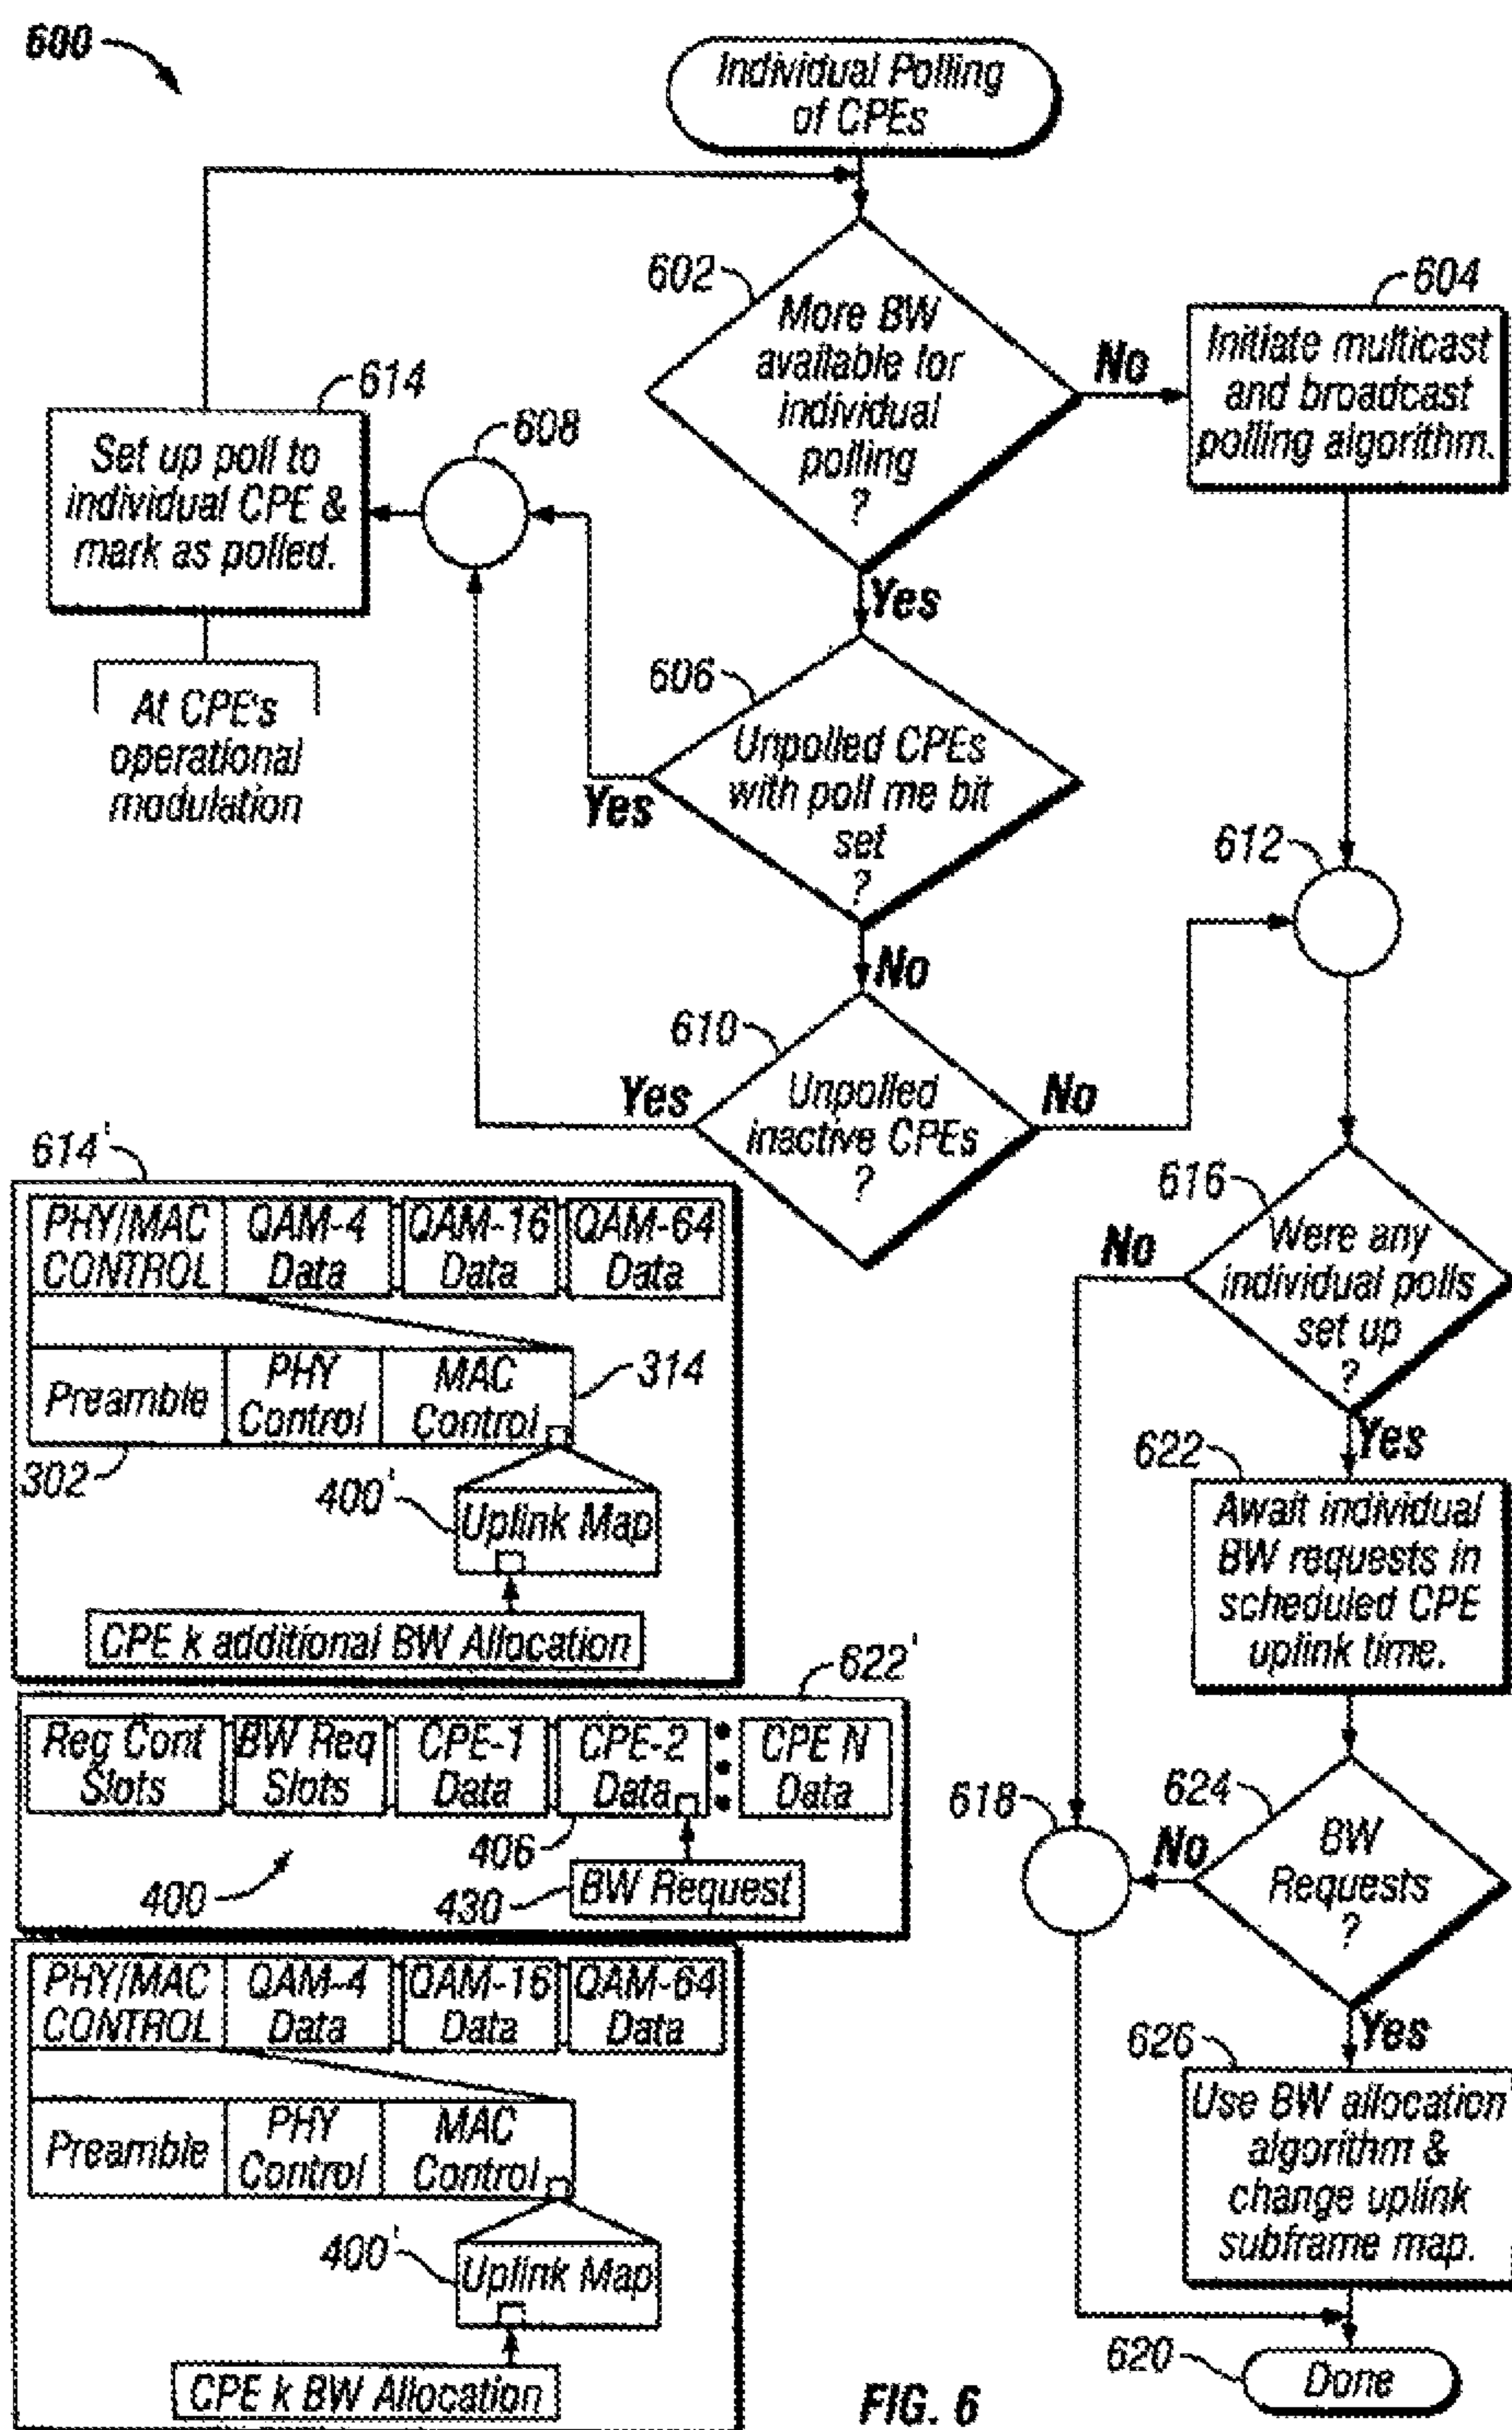 600
Individual Polling
of CPEs
602
More BW
available for
individual
polling
?
No
604
Initiate multicast
and broadcast
polling algorithm.
614
Set up poll to
individual CPE &
mark as polled.
608
At CPE's
operational
modulation
Yes
606
Unpolled CPEs
with poll me bit
set
?
Yes
No
612
610
Unpolled
inactive CPEs
?
Yes
No
616
Were any
individual polls
set up
?
No
Yes
622
Await individual
BW requests in
scheduled CPE
uplink time.
618
624
BW
Requests
?
No
Yes
626
Use BW allocation
algorithm &
change uplink
subframe map.
620
Done
614'
PHY/MAC
CONTROL
QAM-4
Data
QAM-16
Data
QAM-64
Data
Preamble
PHY
Control
MAC
Control
314
302
400'
Uplink Map
CPE k additional BW Allocation
622'
Reg Cont
Slots
BW Req
Slots
CPE-1
Data
CPE-2
Data
CPE N
Data
406
400
430
BW Request
PHY/MAC
CONTROL
QAM-4
Data
QAM-16
Data
QAM-64
Data
Preamble
PHY
Control
MAC
Control
400'
Uplink Map
CPE k BW Allocation
FIG. 6